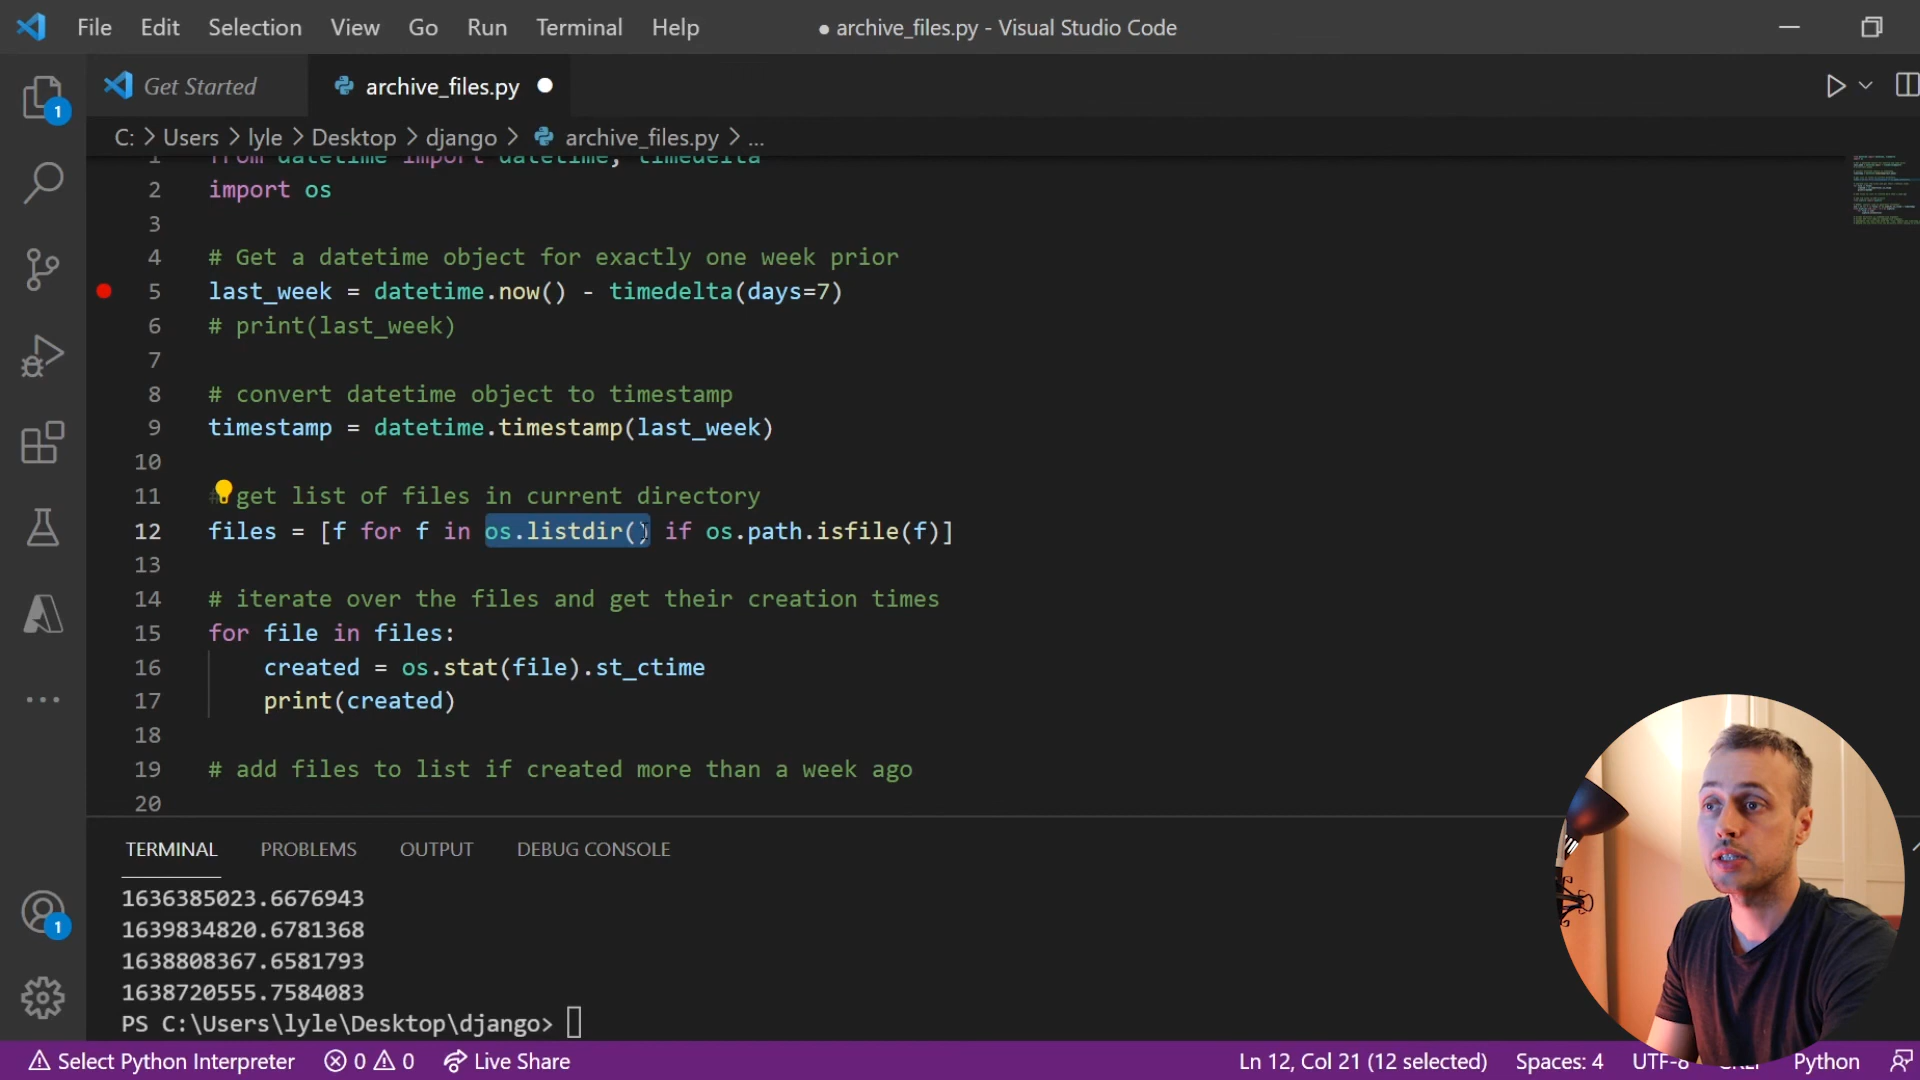 File Edit Selection View Go Run Terminal Help ● archive_files.py - Visual Studio Code
Get Started archive_files.py
C: > Users > lyle > Desktop > django > archive_files.py > ...
1 from datetime import datetime, timedelta
2 import os
3
4 # Get a datetime object for exactly one week prior
5 last_week = datetime.now() - timedelta(days=7)
6 # print(last_week)
7
8 # convert datetime object to timestamp
9 timestamp = datetime.timestamp(last_week)
10
11 # get list of files in current directory
12 files = [f for f in os.listdir() if os.path.isfile(f)]
13
14 # iterate over the files and get their creation times
15 for file in files:
16 created = os.stat(file).st_ctime
17 print(created)
18
19 # add files to list if created more than a week ago
20
1
TERMINAL PROBLEMS OUTPUT DEBUG CONSOLE
1636385023.6676943
1639834820.6781368
1638808367.6581793
1638720555.7584083
PS C:\Users\lyle\Desktop\django>
1
Select Python Interpreter 0 0 Live Share Ln 12, Col 21 (12 selected) Spaces: 4 UTF-8 CRLF Python